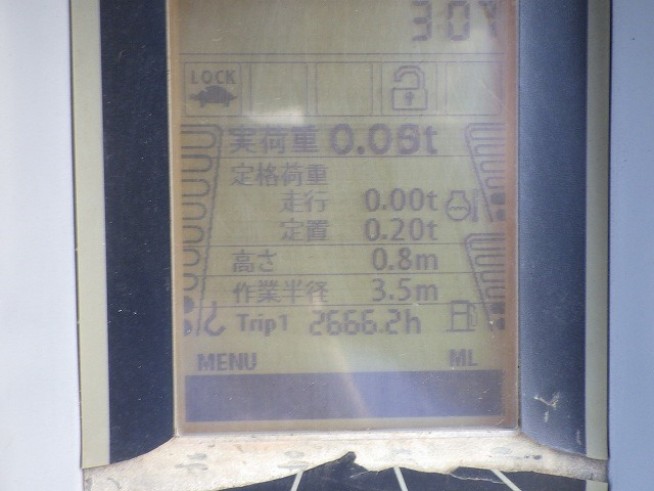 LOCK
実荷重 0.09t
定格荷重
走行 0.00t
定置 0.20t
高さ 0.8m
作業半径 3.5m
Trip1 2666.2h
MENU ML